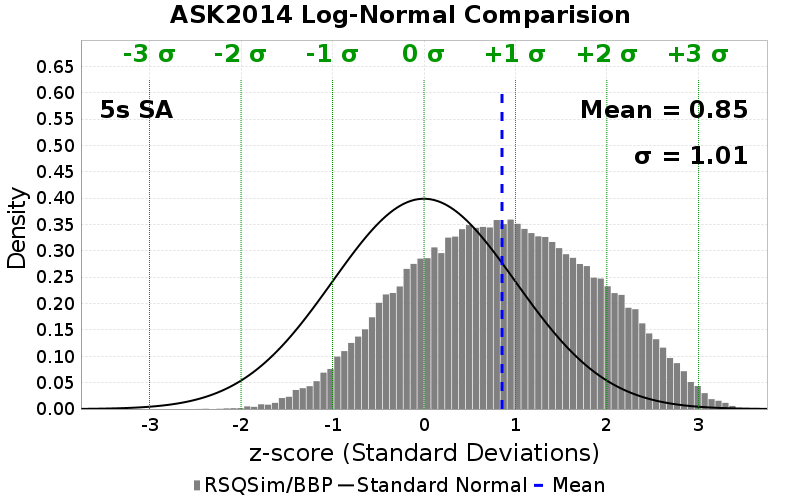 ASK2014 Log-Normal Comparision
-3 σ -2 σ -1 σ 0 σ +1 σ +2 σ +3 σ
5s SA
Mean = 0.85
σ = 1.01
Density
0.65
0.60
0.55
0.50
0.45
0.40
0.35
0.30
0.25
0.20
0.15
0.10
0.05
0.00
-3 -2 -1 0 1 2 3
z-score (Standard Deviations)
RSQSim/BBP Standard Normal Mean